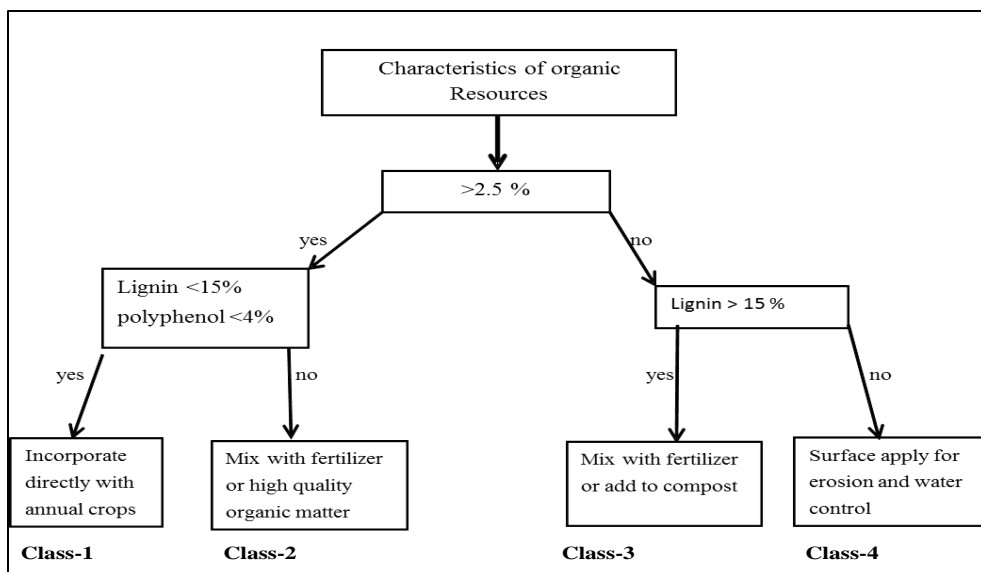 Characteristics of organic
Resources
>2.5 %
yes
no
Lignin <15%
polyphenol <4%
Lignin > 15 %
yes
no
yes
no
Incorporate
directly with
annual crops
Mix with fertilizer
or high quality
organic matter
Mix with fertilizer
or add to compost
Surface apply for
erosion and water
control
Class-1
Class-2
Class-3
Class-4